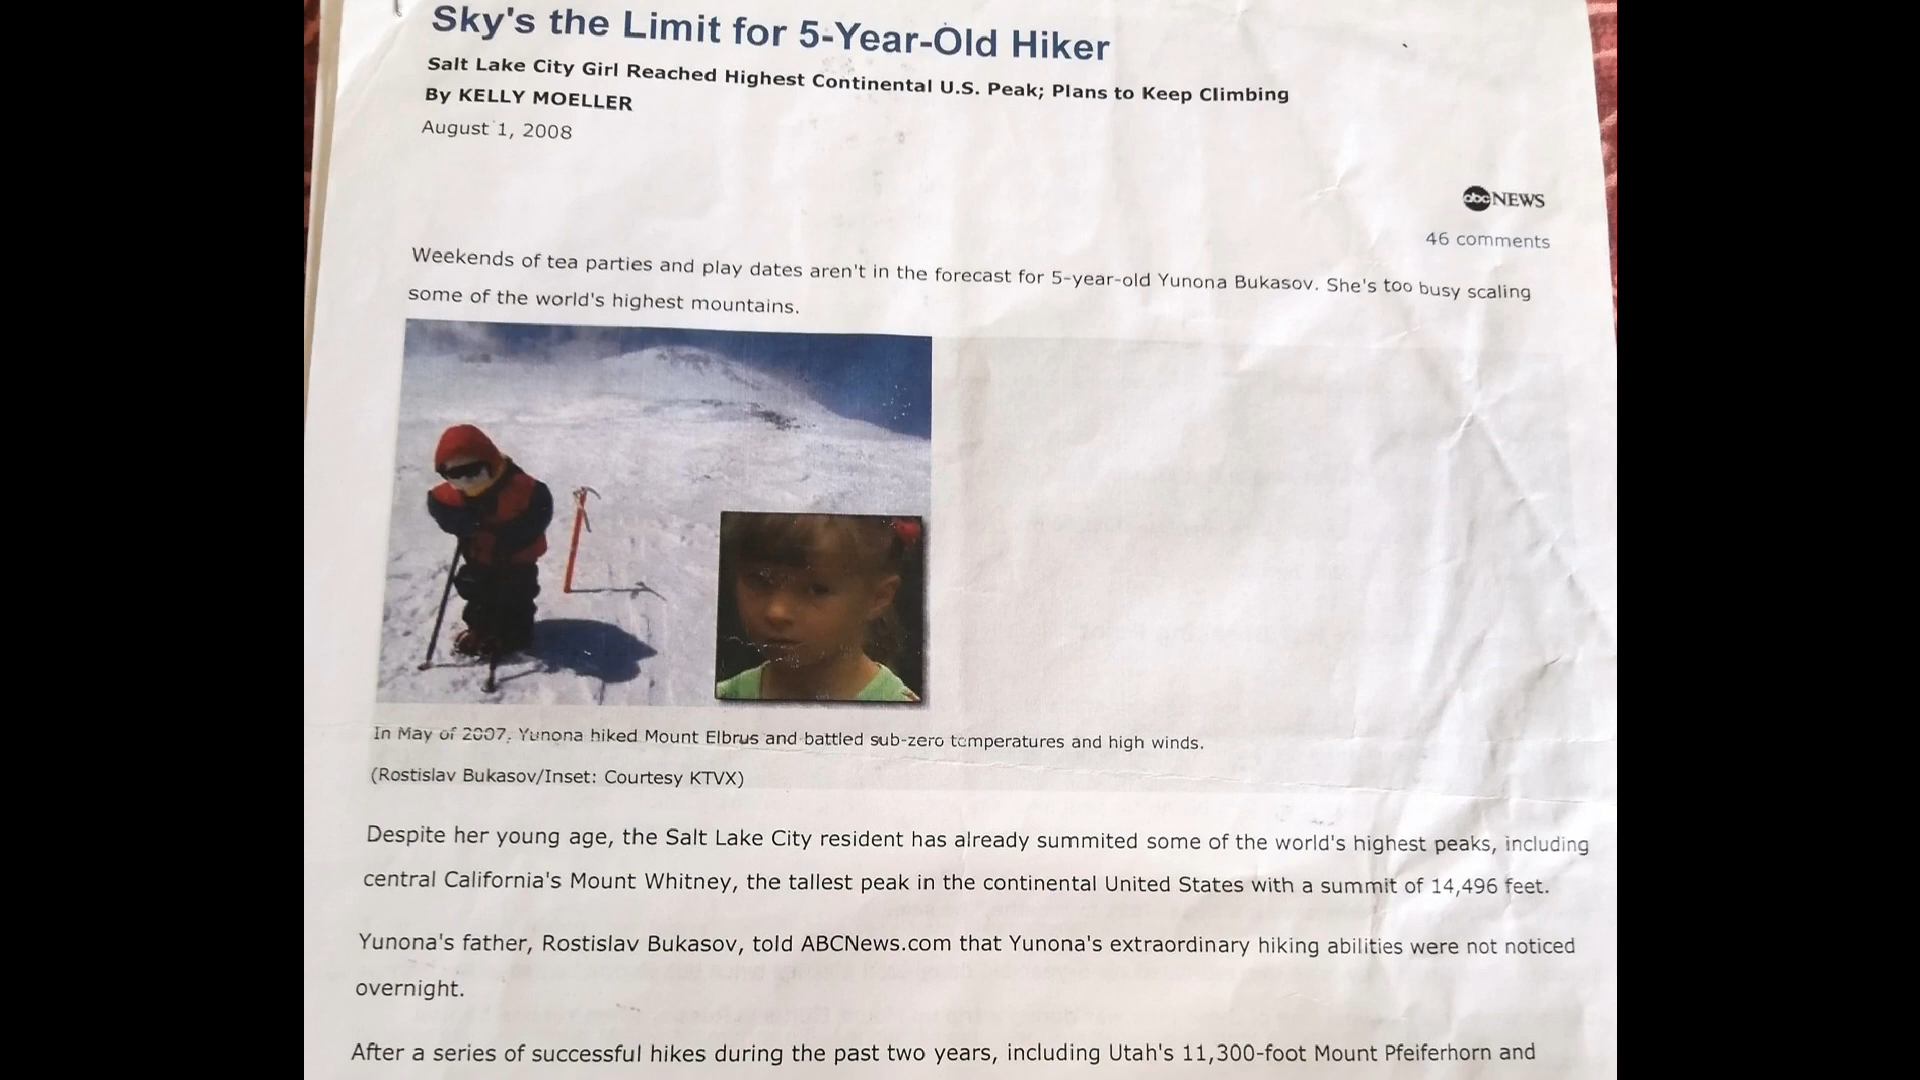 Sky's the Limit for 5-Year-Old Hiker
Salt Lake City Girl Reached Highest Continental U.S. Peak; Plans to Keep Climbing
By KELLY MOELLER
August 1, 2008
abc NEWS
46 comments
Weekends of tea parties and play dates aren't in the forecast for 5-year-old Yunona Bukasov. She's too busy scaling
some of the world's highest mountains.
In May of 2007, Yunona hiked Mount Elbrus and battled sub-zero temperatures and high winds.
(Rostislav Bukasov/Inset: Courtesy KTVX)
Despite her young age, the Salt Lake City resident has already summited some of the world's highest peaks, including
central California's Mount Whitney, the tallest peak in the continental United States with a summit of 14,496 feet.
Yunona's father, Rostislav Bukasov, told ABCNews.com that Yunona's extraordinary hiking abilities were not noticed
overnight.
After a series of successful hikes during the past two years, including Utah's 11,300-foot Mount Pfeiferhorn and